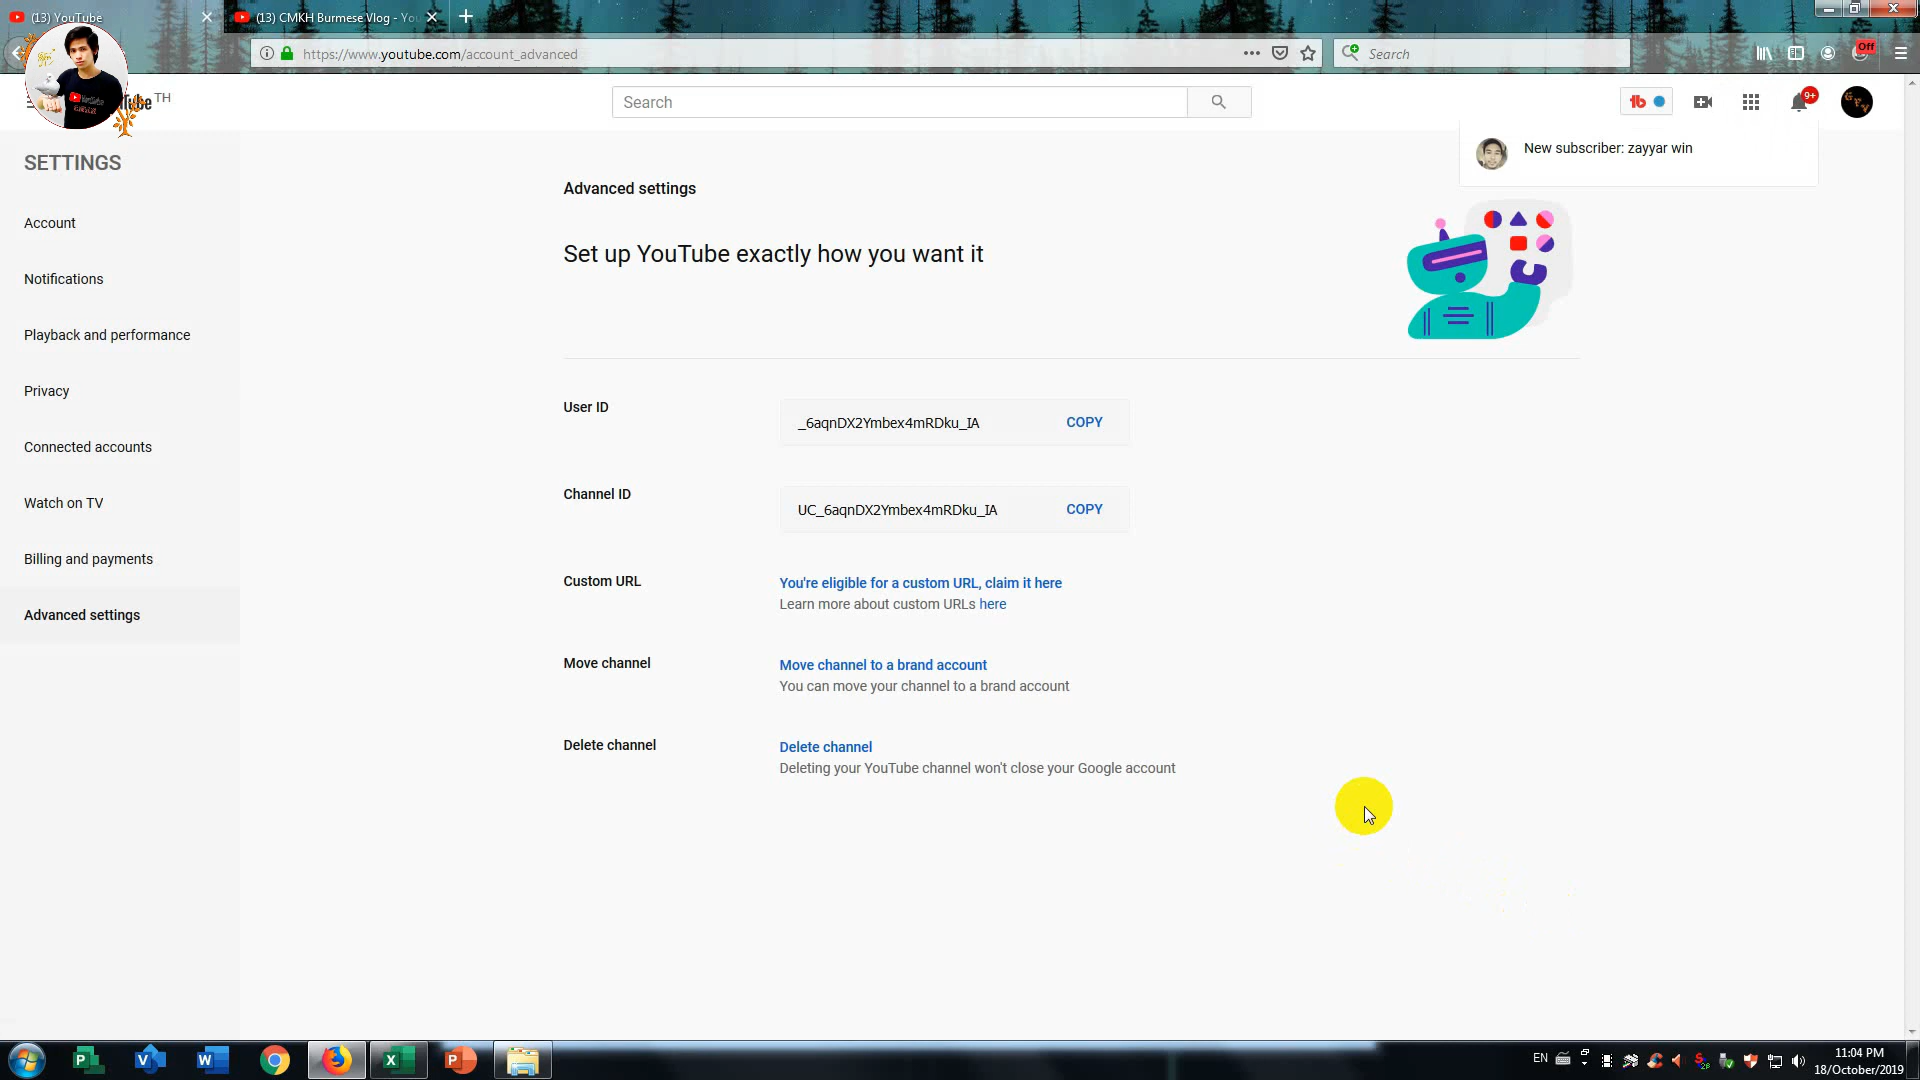 (13) YouTube
(13) CMKH Burmese Vlog - You
https://www.youtube.com/account_advanced
Search
Off
TH
Search
9+
New subscriber: zayyar win
SETTINGS
Account
Notifications
Playback and performance
Privacy
Connected accounts
Watch on TV
Billing and payments
Advanced settings
Advanced settings
Set up YouTube exactly how you want it
User ID
_6aqnDX2Ymbex4mRDku_IA
COPY
Channel ID
UC_6aqnDX2Ymbex4mRDku_IA
COPY
Custom URL
You're eligible for a custom URL, claim it here
Learn more about custom URLs here
Move channel
Move channel to a brand account
You can move your channel to a brand account
Delete channel
Delete channel
Deleting your YouTube channel won't close your Google account
EN
11:04 PM
18/October/2019